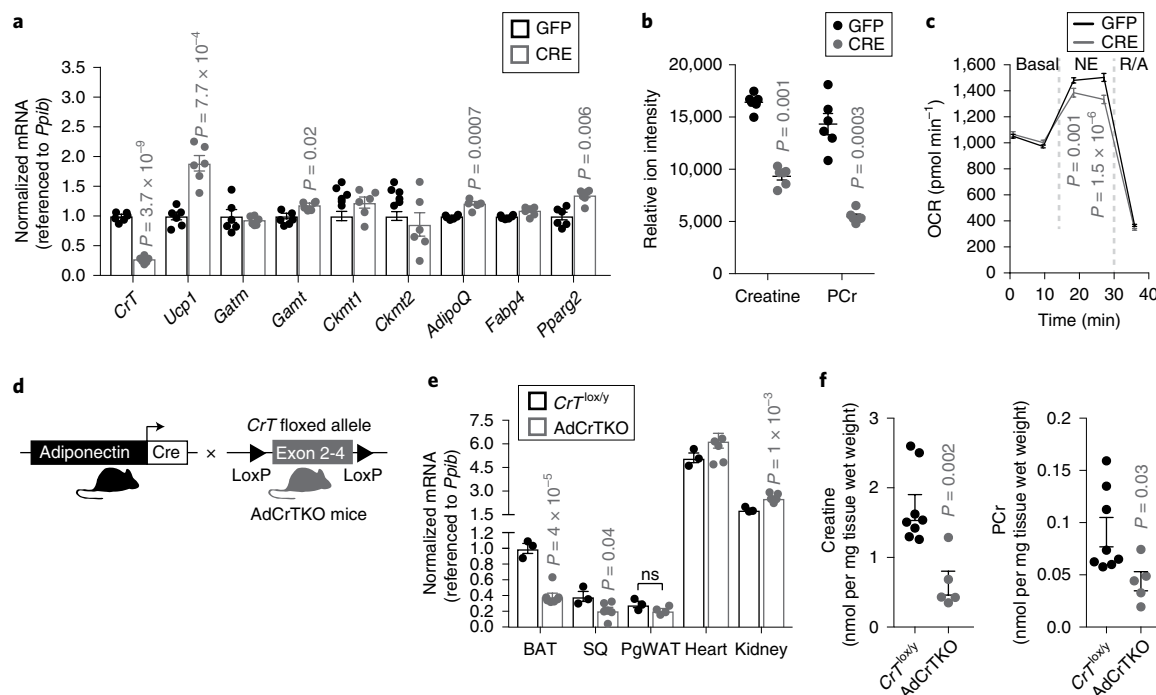 a
GFP
CRE
Normalized mRNA
(referenced to Ppib)
3.5
3.0
2.5
2.0
1.5
1.0
0.5
0.0
P = 3.7 × 10⁻⁹
P = 7.7 × 10⁻⁴
P = 0.02
P = 0.0007
P = 0.006
CrT
Ucp1
Gatm
Gamt
Ckmt1
Ckmt2
AdipoQ
Fabp4
Pparg2
b
GFP
CRE
Relative ion intensity
20,000
15,000
10,000
5,000
0
P = 0.001
P = 0.0003
Creatine
PCr
c
GFP
CRE
Basal
NE
R/A
OCR (pmol min⁻¹)
1,600
1,400
1,200
1,000
800
600
400
200
0
P = 0.001
P = 1.5 × 10⁻⁶
0
10
20
30
40
Time (min)
d
Adiponectin
Cre
×
CrT floxed allele
Exon 2-4
LoxP
LoxP
AdCrTKO mice
e
CrT^lox/y
AdCrTKO
Normalized mRNA
(referenced to Ppib)
7.5
6.0
4.5
3.0
1.5
1.2
1.0
0.8
0.6
0.4
0.2
0.0
P = 4 × 10⁻⁵
P = 0.04
ns
P = 1 × 10⁻³
BAT
SQ
PgWAT
Heart
Kidney
f
Creatine
(nmol per mg tissue wet weight)
3
2
1
0
P = 0.002
CrT^lox/y
AdCrTKO
PCr
(nmol per mg tissue wet weight)
0.2
0.15
0.1
0.05
0.0
P = 0.03
CrT^lox/y
AdCrTKO